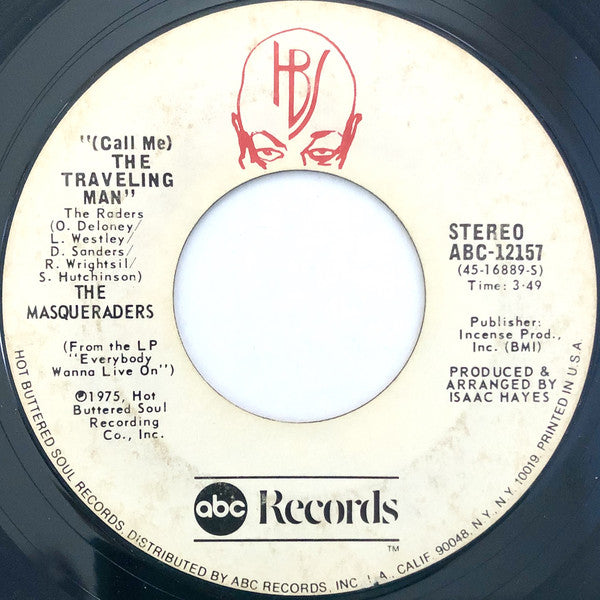 HBS
"(Call Me)
THE
TRAVELING
MAN"
The Raders
(O. Deloney/
L. Westley/
D. Sanders/
R. Wrightsil/
S. Hutchinson)
THE
MASQUERADERS
(From the LP
"Everybody
Wanna Live On")
℗1975, Hot
Buttered Soul
Recording
Co., Inc.
STEREO
ABC-12157
(45-16889-S)
Time: 3:49
Publisher:
Incense Prod.,
Inc. (BMI)
PRODUCED &
ARRANGED BY
ISAAC HAYES
abc Records
TM
HOT BUTTERED SOUL RECORDS, DISTRIBUTED BY ABC RECORDS, INC. L.A., CALIF. 90048, N.Y., N.Y. 10019. PRINTED IN U.S.A.